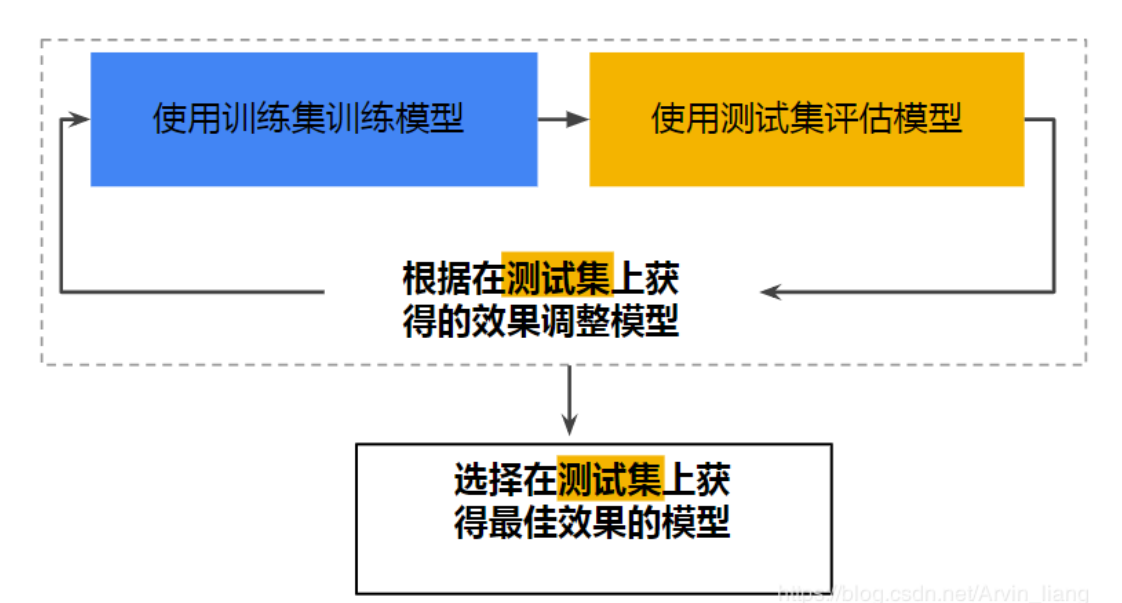 使用训练集训练模型
使用测试集评估模型
根据在测试集上获
得的效果调整模型
选择在测试集上获
得最佳效果的模型
https://blog.csdn.net/Arvin_liang